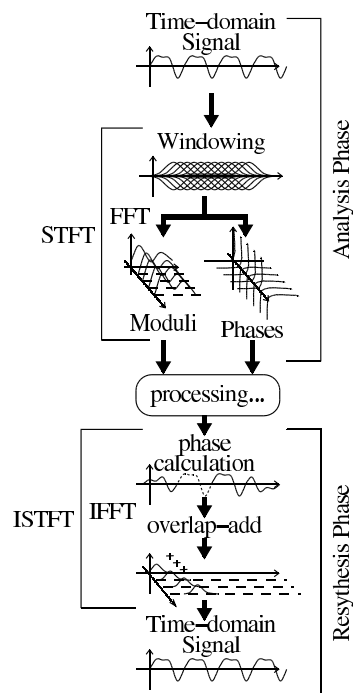 Time-domain
Signal
Analysis Phase
Windowing
STFT
FFT
Moduli
Phases
processing...
phase
calculation
ISTFT
IFFT
overlap-add
Resythesis Phase
Time-domain
Signal